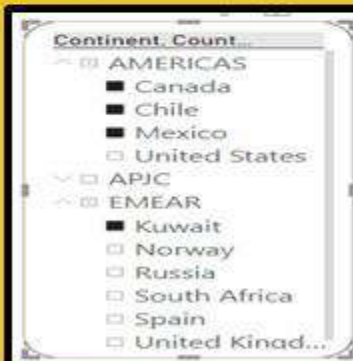 Continent, Count...
AMERICAS
Canada
Chile
Mexico
United States
APJC
EMEAR
Kuwait
Norway
Russia
South Africa
Spain
United Kingd...